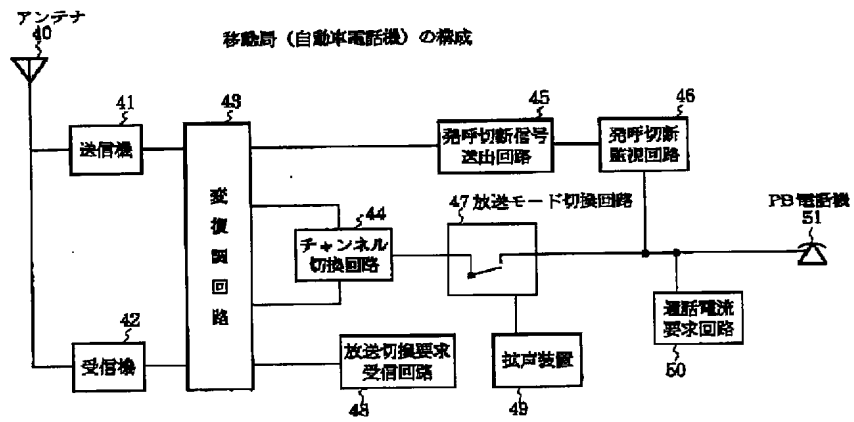 アンテナ
40
移動局（自動車電話機）の構成
41
送信機
43
変復調回路
45
発呼切断信号
送出回路
46
発呼切断
監視回路
44
チャンネル
切換回路
47 放送モード切換回路
PB電話機
51
42
受信機
放送切換要求
受信回路
48
拡声装置
49
通話電流
要求回路
50